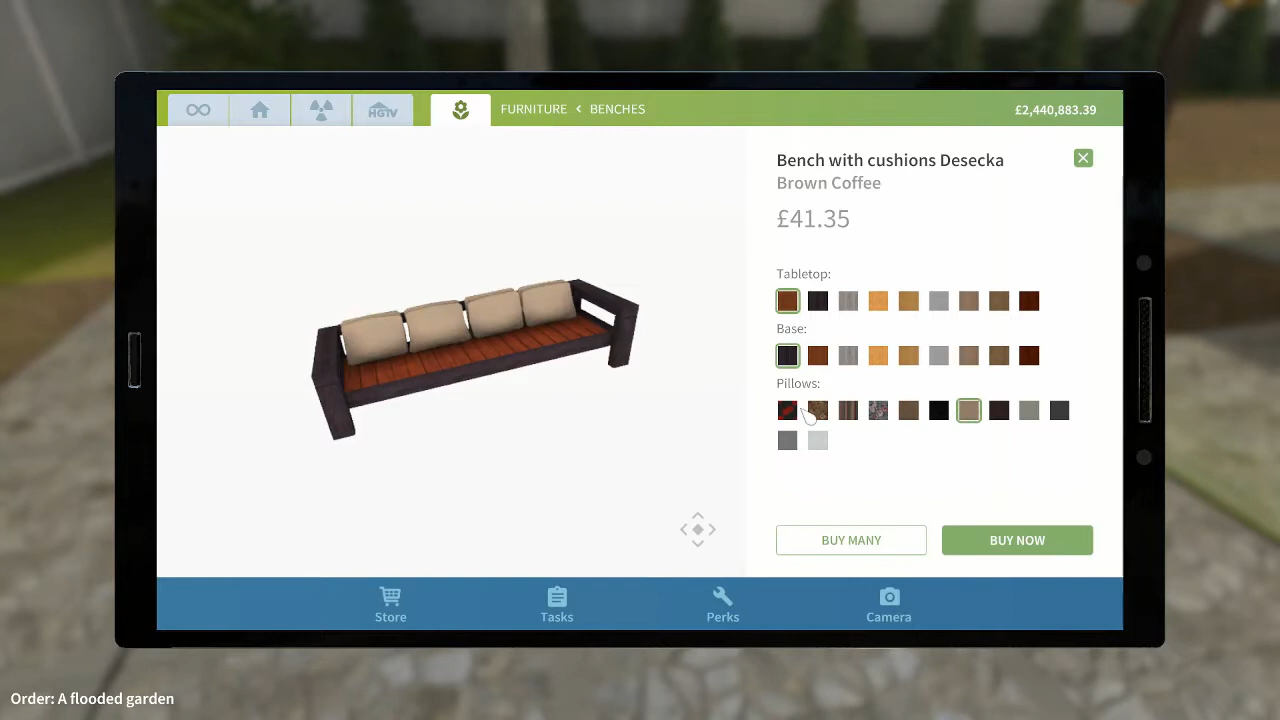 HGTV
FURNITURE < BENCHES
£2,440,883.39
Bench with cushions Desecka
Brown Coffee
£41.35
Tabletop:
Base:
Pillows:
BUY MANY
BUY NOW
Store
Tasks
Perks
Camera
Order: A flooded garden